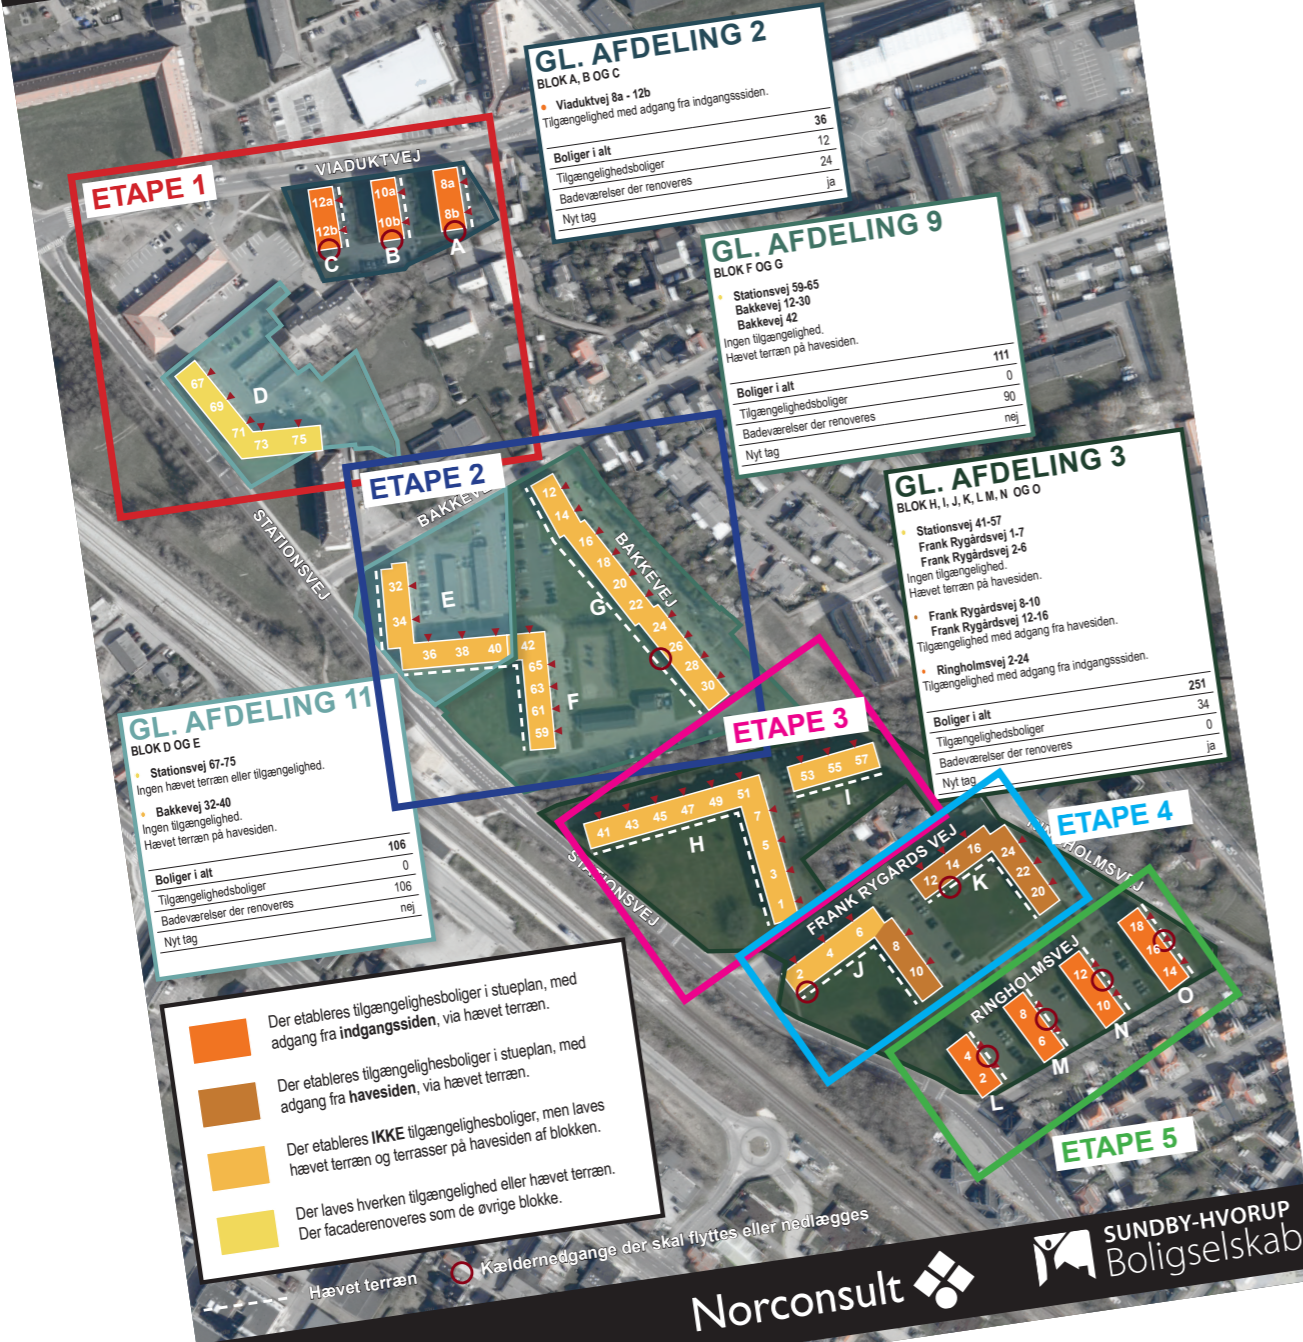 GL. AFDELING 2
BLOK A, B OG C
• Viaduktvej 8a - 12b
Tilgængelighed med adgang fra indgangsssiden.
Boliger i alt 36
Tilgængelighedsboliger 12
Badeværelser der renoveres 24
Nyt tag ja
ETAPE 1
VIADUKTVEJ
12a
12b
C
10a
10b
B
8a
8b
A
67
69
71
73
75
D
STATIONSVEJ
GL. AFDELING 9
BLOK F OG G
• Stationsvej 59-65
Bakkevej 12-30
Bakkevej 42
Ingen tilgængelighed.
Hævet terræn på havesiden.
Boliger i alt 111
Tilgængelighedsboliger 0
Badeværelser der renoveres 90
Nyt tag nej
ETAPE 2
BAKKEVEJ
12
14
16
18
20
22
24
26
28
30
G
32
34
36
38
40
E
42
65
63
61
59
F
GL. AFDELING 3
BLOK H, I, J, K, L M, N OG O
• Stationsvej 41-57
Frank Rygårdsvej 1-7
Frank Rygårdsvej 2-6
Ingen tilgængelighed.
Hævet terræn på havesiden.
• Frank Rygårdsvej 8-10
Frank Rygårdsvej 12-16
Tilgængelighed med adgang fra havesiden.
• Ringholmsvej 2-24
Tilgængelighed med adgang fra indgangsssiden.
Boliger i alt 251
Tilgængelighedsboliger 34
Badeværelser der renoveres 0
Nyt tag ja
GL. AFDELING 11
BLOK D OG E
• Stationsvej 67-75
Ingen hævet terræn eller tilgængelighed.
• Bakkevej 32-40
Ingen tilgængelighed.
Hævet terræn på havesiden.
Boliger i alt 106
Tilgængelighedsboliger 0
Badeværelser der renoveres 106
Nyt tag nej
ETAPE 3
41
43
45
47
49
51
7
5
3
1
H
53
55
57
I
STATIONSVEJ
ETAPE 4
FRANK RYGÅRDS VEJ
12
14
16
24
22
20
K
2
4
6
8
10
J
RINGHOLMSVEJ
18
16
14
O
12
10
N
8
6
M
4
2
L
ETAPE 5
Der etableres tilgængelighesboliger i stueplan, med
adgang fra indgangssiden, via hævet terræn.
Der etableres tilgængelighesboliger i stueplan, med
adgang fra havesiden, via hævet terræn.
Der etableres IKKE tilgængelighesboliger, men laves
hævet terræn og terrasser på havesiden af blokken.
Der laves hverken tilgængelighed eller hævet terræn.
Der facaderenoveres som de øvrige blokke.
Hævet terræn
Kældernedgange der skal flyttes eller nedlægges
Norconsult
SUNDBY-HVORUP
Boligselskab